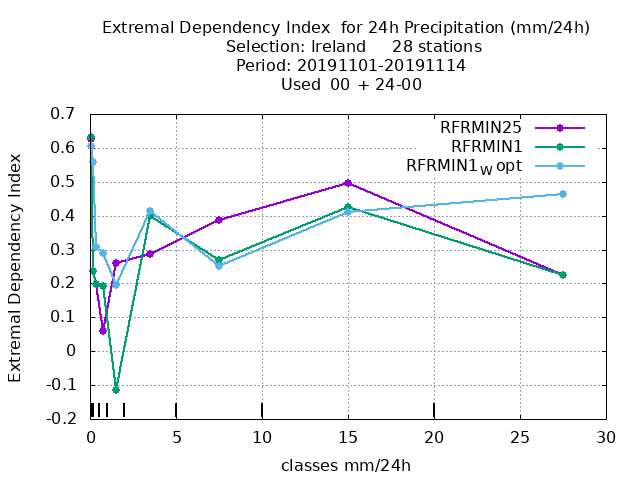 Extremal Dependency Index  for 24h Precipitation (mm/24h)
Selection: Ireland     28 stations
Period: 20191101-20191114
Used  00 + 24-00
RFRMIN25
RFRMIN1
RFRMIN1W opt
Extremal Dependency Index
0.7
0.6
0.5
0.4
0.3
0.2
0.1
0
-0.1
-0.2
0 5 10 15 20 25 30
classes mm/24h